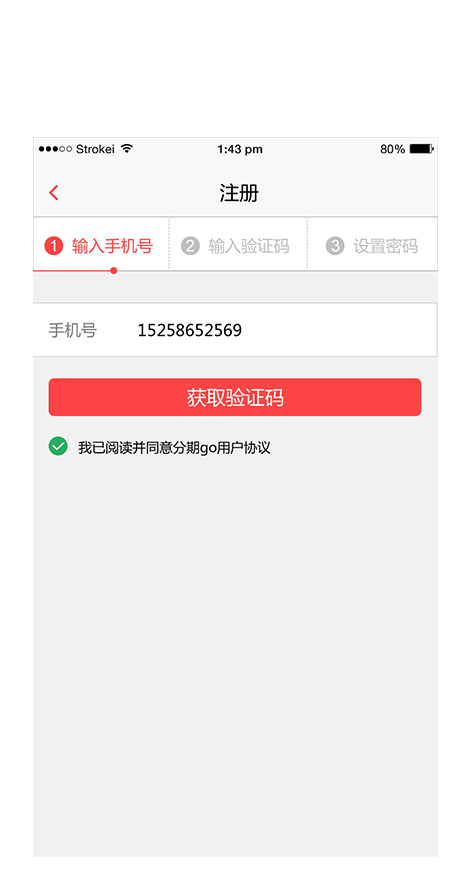 Strokei 1:43 pm 80%
注册
1 输入手机号 2 输入验证码 3 设置密码
手机号 15258652569
获取验证码
我已阅读并同意分期go用户协议